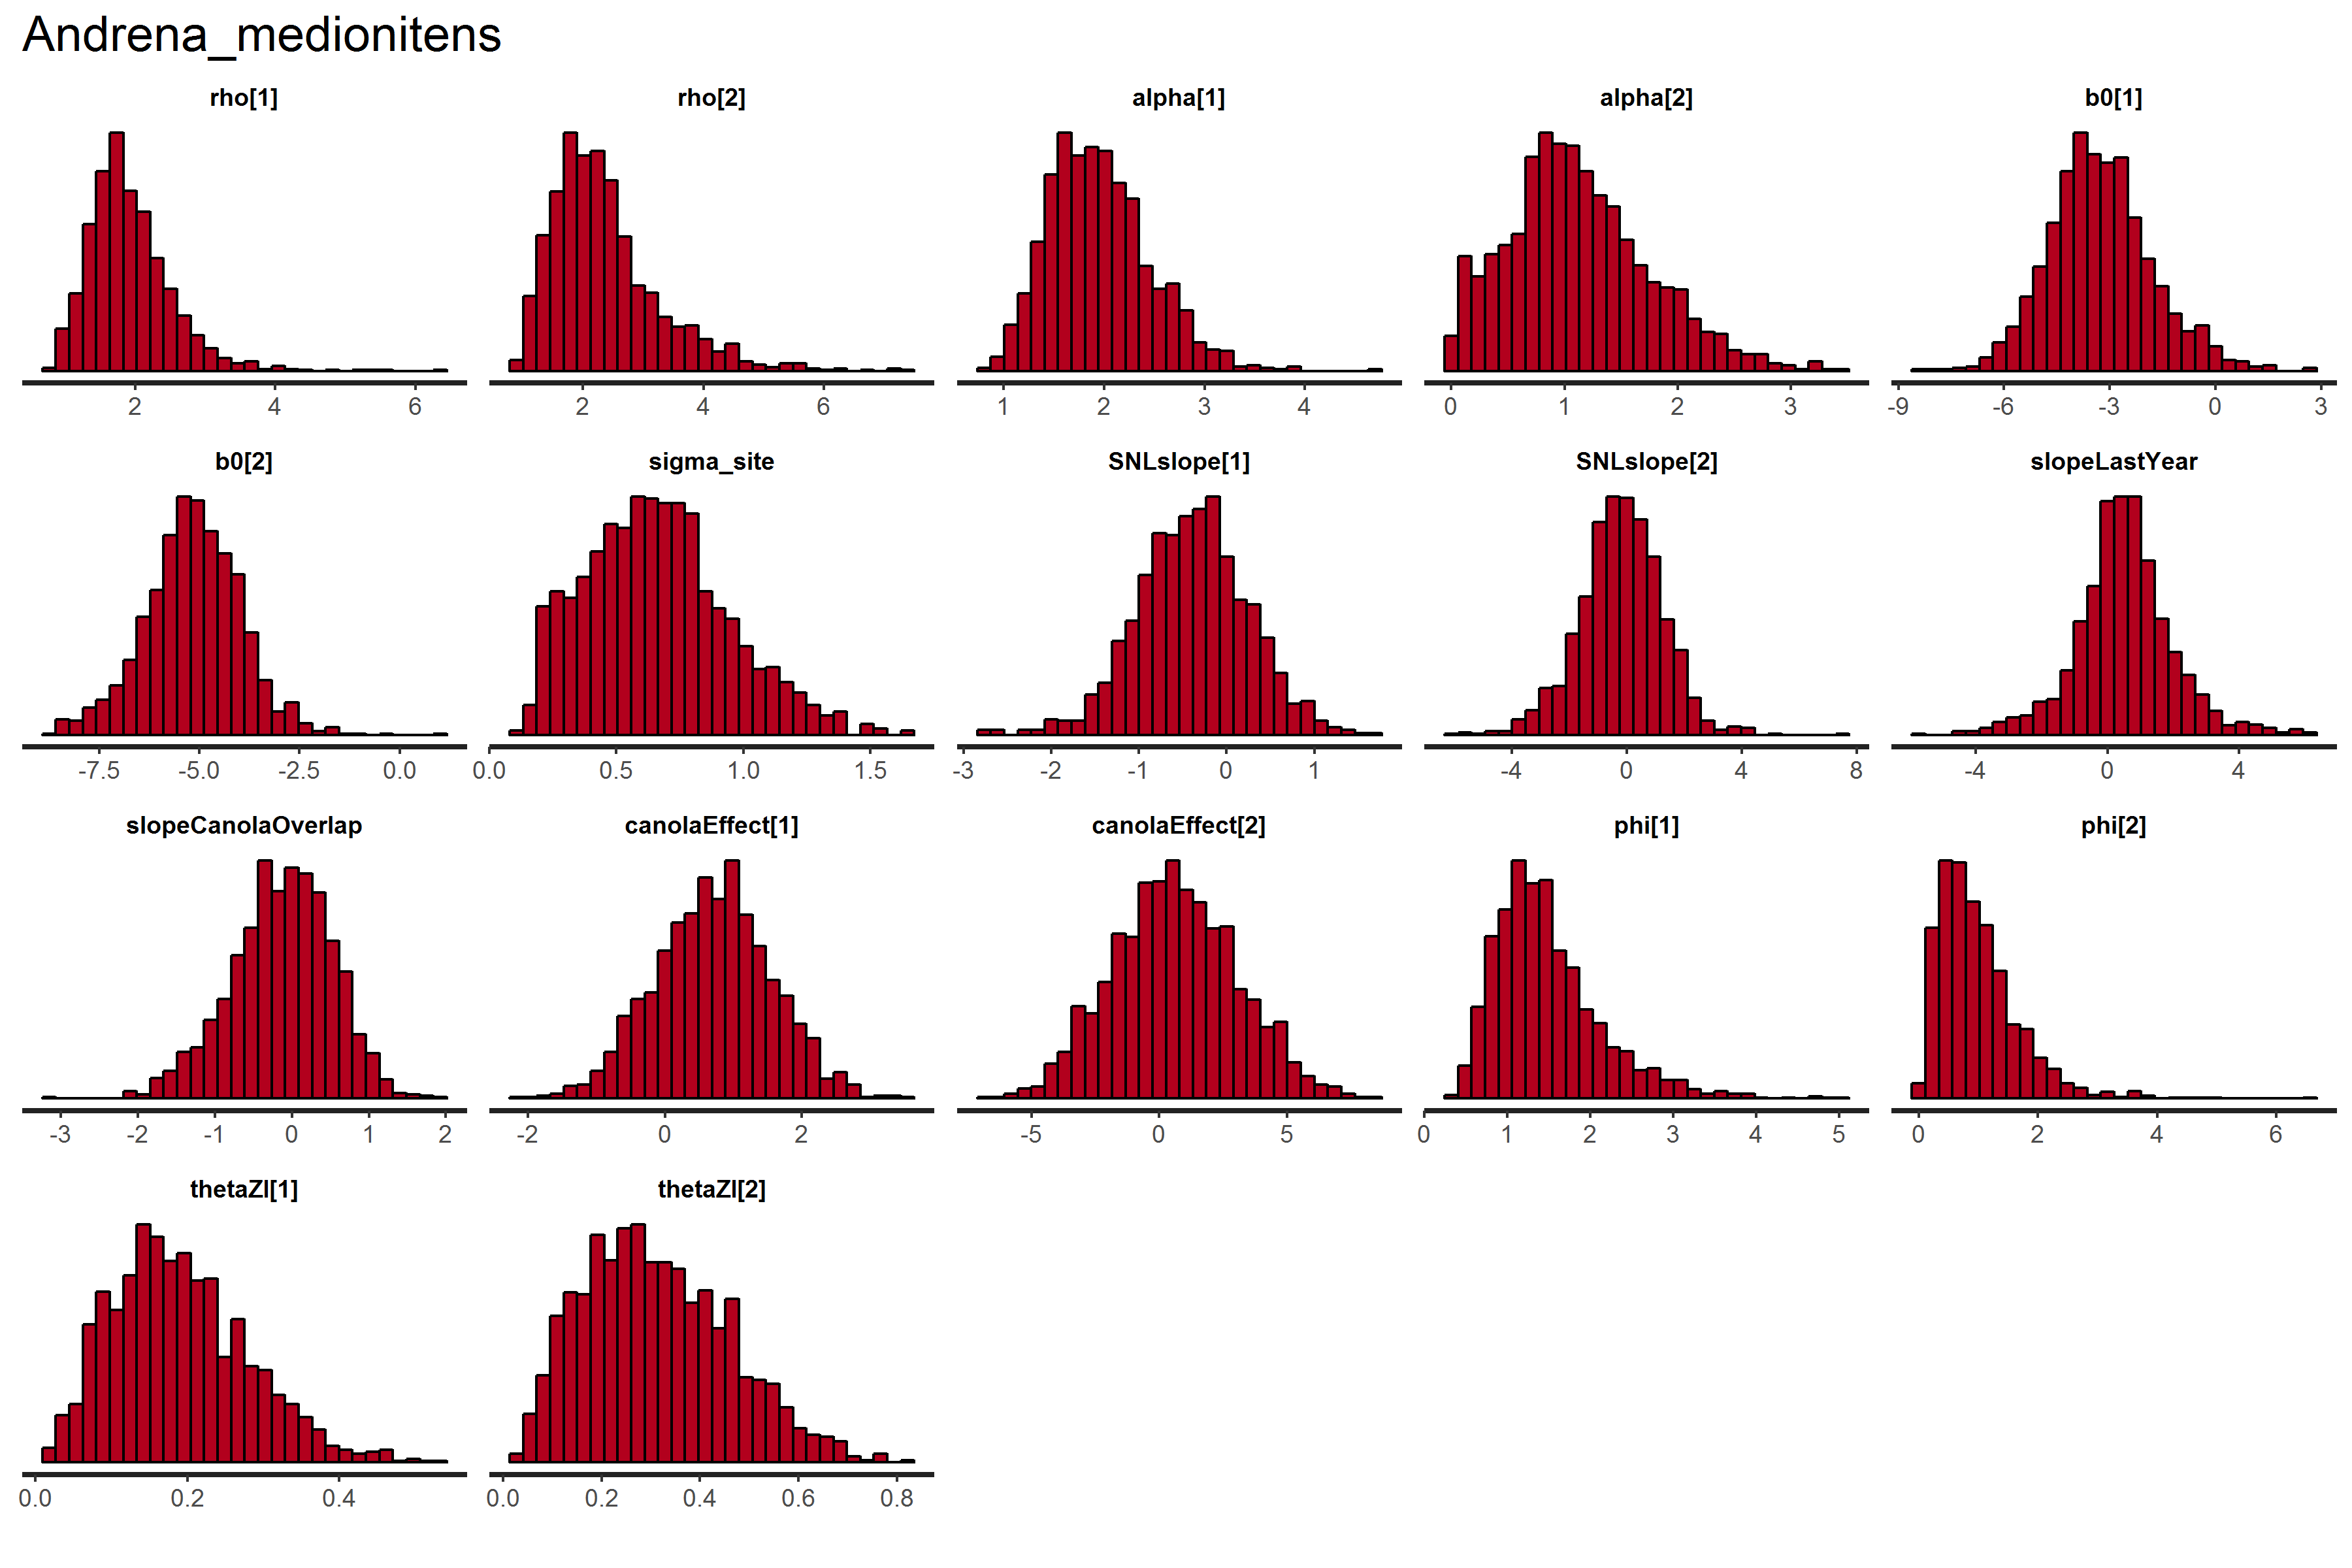 Andrena_medionitens
rho[1] rho[2] alpha[1] alpha[2] b0[1]
2 4 6 2 4 6 1 2 3 4 0 1 2 3 -9 -6 -3 0 3
b0[2] sigma_site SNLslope[1] SNLslope[2] slopeLastYear
-7.5 -5.0 -2.5 0.0 0.0 0.5 1.0 1.5 -3 -2 -1 0 1 -4 0 4 8 -4 0 4
slopeCanolaOverlap canolaEffect[1] canolaEffect[2] phi[1] phi[2]
-3 -2 -1 0 1 2 -2 0 2 -5 0 5 0 1 2 3 4 5 0 2 4 6
thetaZI[1] thetaZI[2]
0.0 0.2 0.4 0.0 0.2 0.4 0.6 0.8